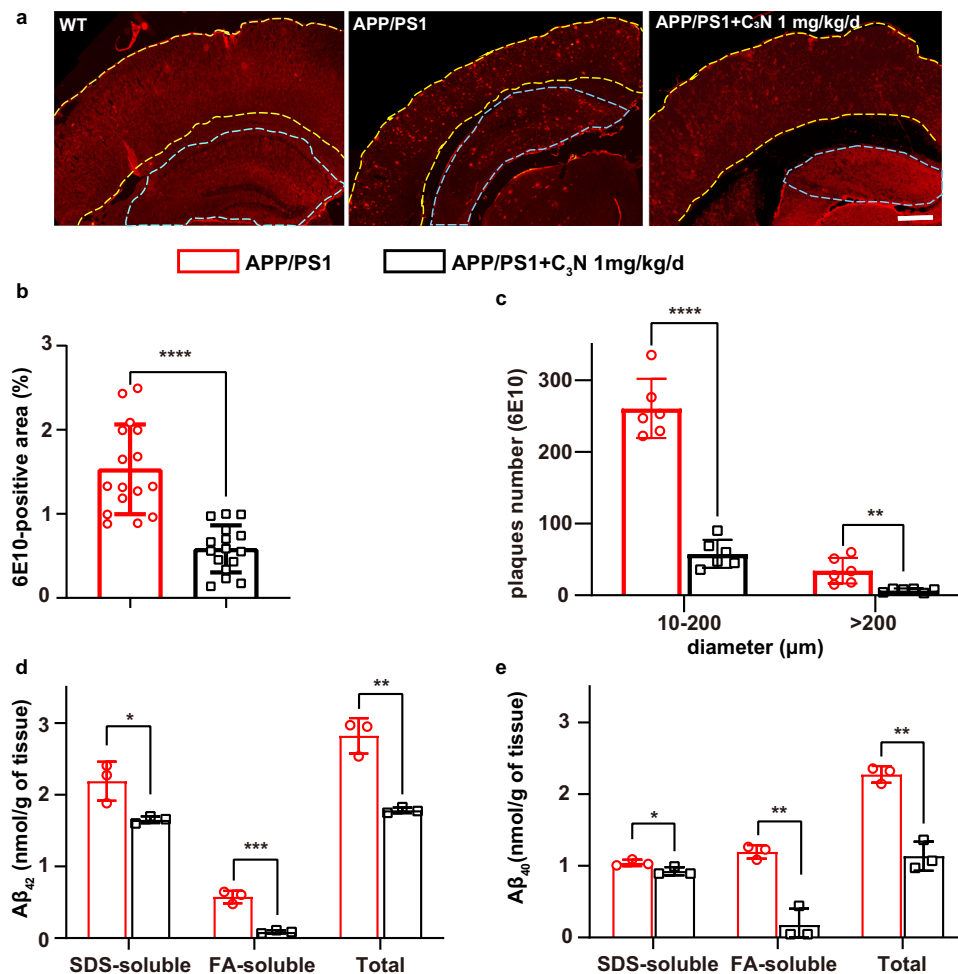 a
WT
APP/PS1
APP/PS1+C₃N 1 mg/kg/d
APP/PS1
APP/PS1+C₃N 1mg/kg/d
b
6E10-positive area (%)
3
2
1
0
****
c
plaques number (6E10)
300
200
100
0
****
**
10-200
>200
diameter (µm)
d
Aβ₄₂ (nmol/g of tissue)
3
2
1
0
*
***
**
SDS-soluble
FA-soluble
Total
e
Aβ₄₀(nmol/g of tissue)
3
2
1
0
*
**
**
SDS-soluble
FA-soluble
Total